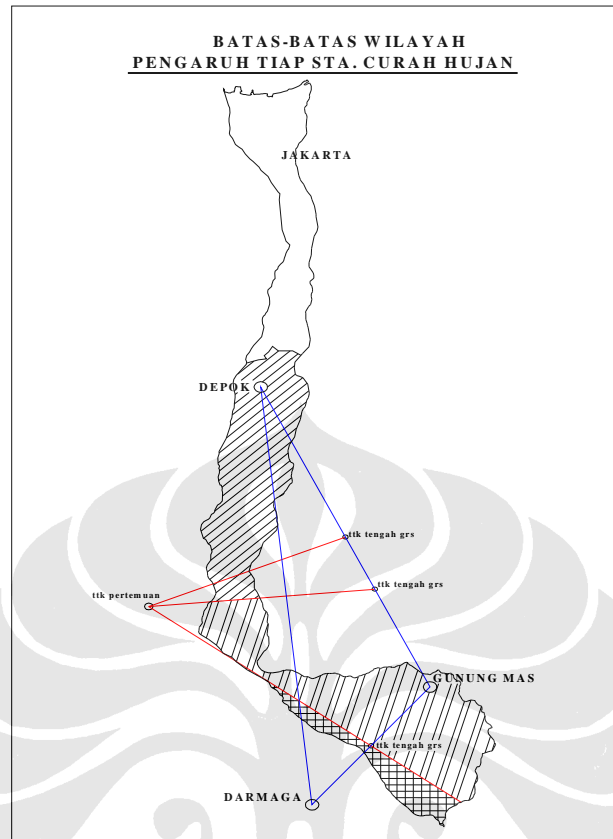 BATAS-BATAS WILAYAH
PENGARUH TIAP STA. CURAH HUJAN
JAKARTA
DEPOK
ttk tengah grs
ttk tengah grs
ttk pertemuan
GUNUNG MAS
ttk tengah grs
DARMAGA